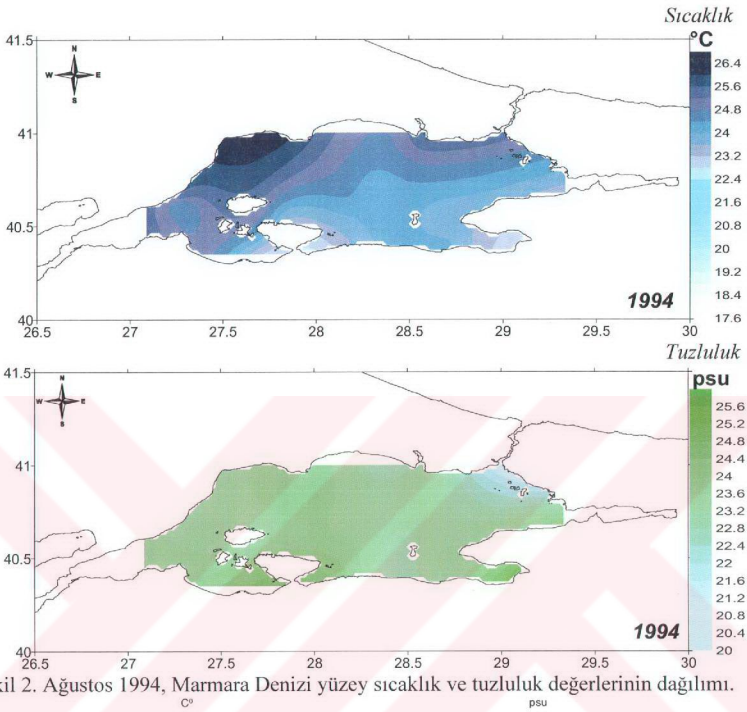 Sıcaklık
41.5
°C
N
W E
S
26.4
25.6
24.8
24
23.2
22.4
21.6
20.8
20
19.2
18.4
17.6
41
40.5
40
1994
26.5 27 27.5 28 28.5 29 29.5 30
Tuzluluk
41.5
psu
N
W E
S
25.6
25.2
24.8
24.4
24
23.6
23.2
22.8
22.4
22
21.6
21.2
20.8
20.4
20
41
40.5
40
1994
26.5 27 27.5 28 28.5 29 29.5 30
kil 2. Ağustos 1994, Marmara Denizi yüzey sıcaklık ve tuzluluk değerlerinin dağılımı.
C° psu